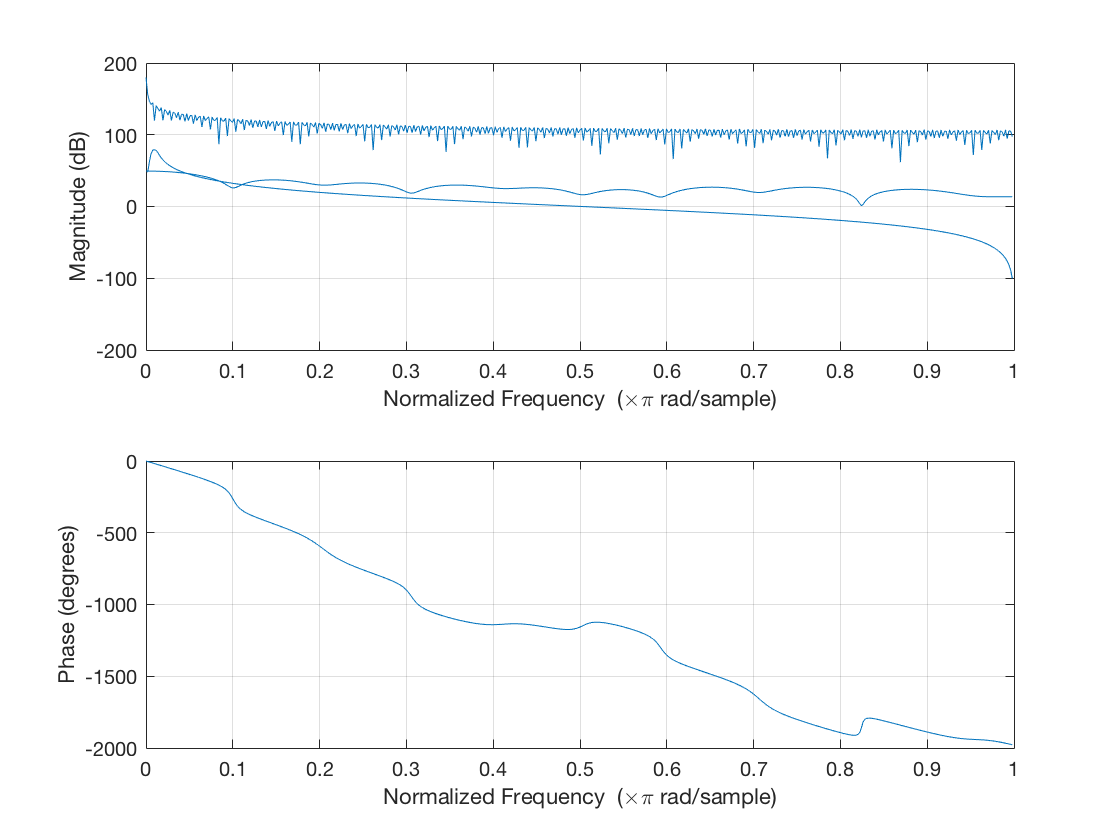 200
100
0
-100
-200
Magnitude (dB)
0 0.1 0.2 0.3 0.4 0.5 0.6 0.7 0.8 0.9 1
Normalized Frequency (×π rad/sample)
0
-500
-1000
-1500
-2000
Phase (degrees)
0 0.1 0.2 0.3 0.4 0.5 0.6 0.7 0.8 0.9 1
Normalized Frequency (×π rad/sample)